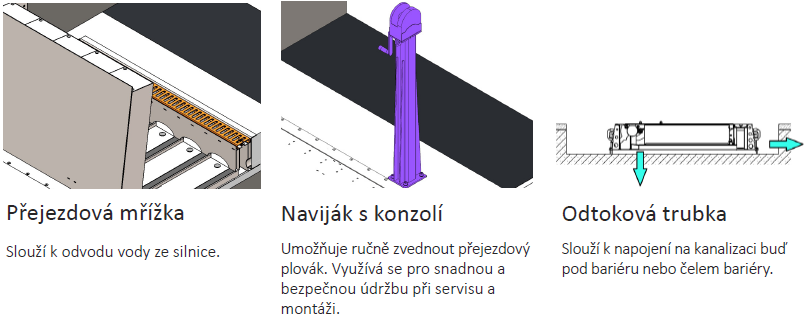 Přejezdová mřížka
Slouží k odvodu vody ze silnice.
Naviják s konzolí
Umožňuje ručně zvednout přejezdový
plovák. Využívá se pro snadnou a
bezpečnou údržbu při servisu a
montáži.
Odtoková trubka
Slouží k napojení na kanalizaci buď
pod bariéru nebo čelem bariéry.